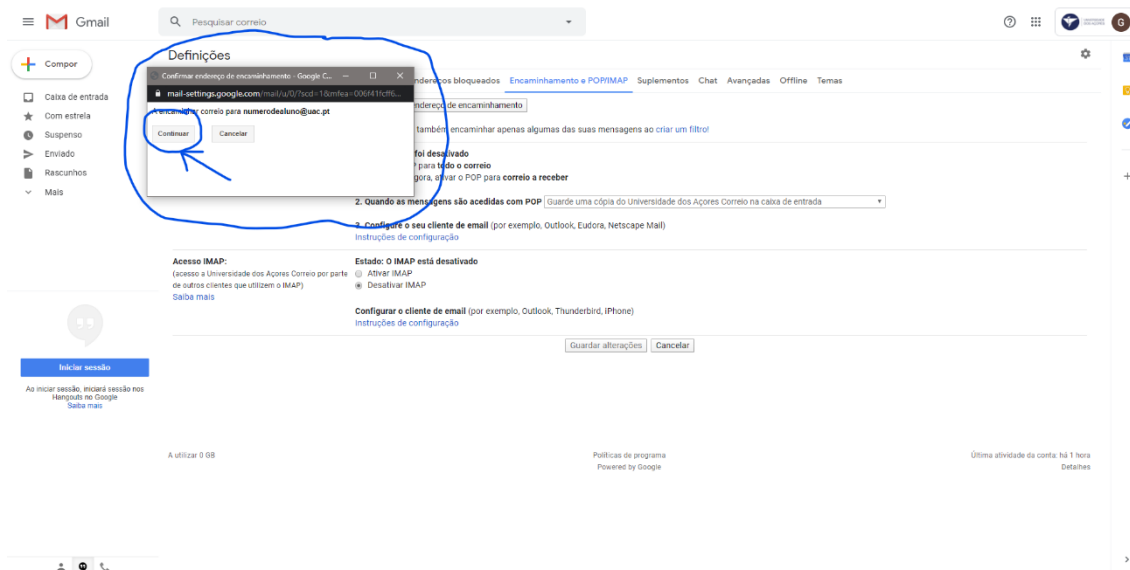 Gmail
Pesquisar correio
G
Compor
Caixa de entrada
Com estrela
Suspenso
Enviado
Rascunhos
Mais
Iniciar sessão
Ao iniciar sessão, iniciará sessão nos
Hangouts no Google
Saiba mais
Definições
Confirmar endereço de encaminhamento - Google C...
mail-settings.google.com/mail/u/0/?scd=1&mfea=006f41fcff6...
A encaminhar correio para numerodealuno@uac.pt
Continuar Cancelar
ndereços bloqueados Encaminhamento e POP/IMAP Suplementos Chat Avançadas Offline Temas
ndereço de encaminhamento
também encaminhar apenas algumas das suas mensagens ao criar um filtro!
foi desativado
P para todo o correio
gora, ativar o POP para correio a receber
2. Quando as mensagens são acedidas com POP Guarde uma cópia do Universidade dos Açores Correio na caixa de entrada
3. Configure o seu cliente de email (por exemplo, Outlook, Eudora, Netscape Mail)
Instruções de configuração
Acesso IMAP:
(acesso a Universidade dos Açores Correio por parte
de outros clientes que utilizem o IMAP)
Saiba mais
Estado: O IMAP está desativado
Ativar IMAP
Desativar IMAP
Configurar o cliente de email (por exemplo, Outlook, Thunderbird, iPhone)
Instruções de configuração
Guardar alterações Cancelar
A utilizar 0 GB
Políticas de programa
Powered by Google
Última atividade da conta: há 1 hora
Detalhes